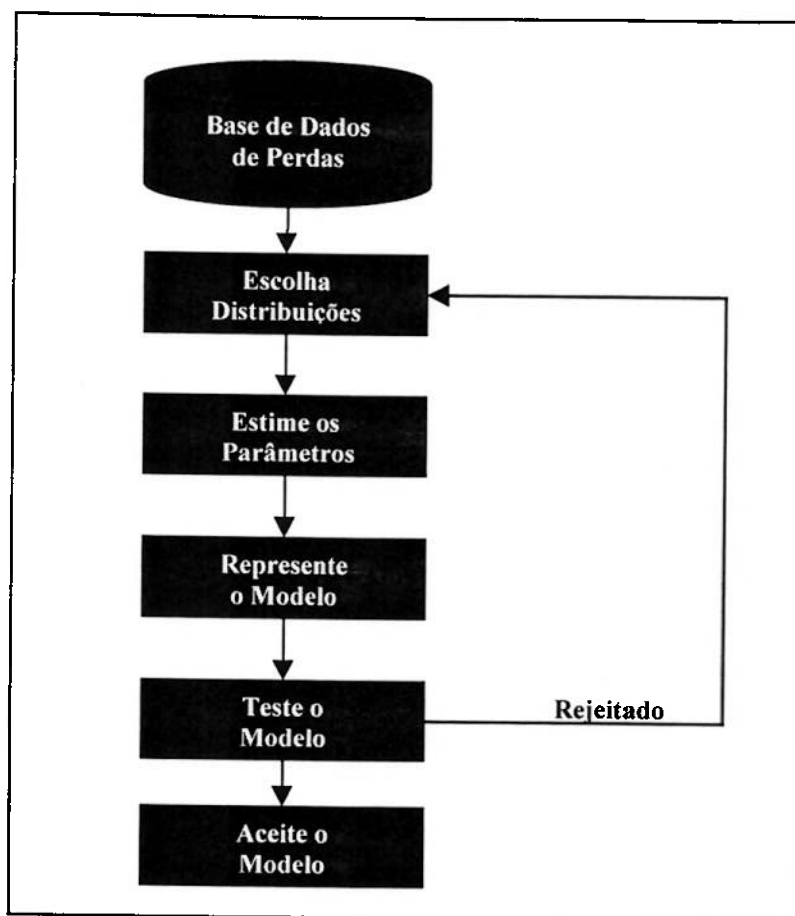 Base de Dados
de Perdas
Escolha
Distribuições
Estime os
Parâmetros
Represente
o Modelo
Teste o
Modelo
Rejeitado
Aceite o
Modelo